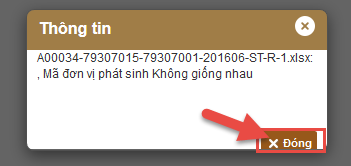 Thông tin
A00034-79307015-79307001-201606-ST-R-1.xlsx:
, Mã đơn vị phát sinh Không giống nhau
Đóng